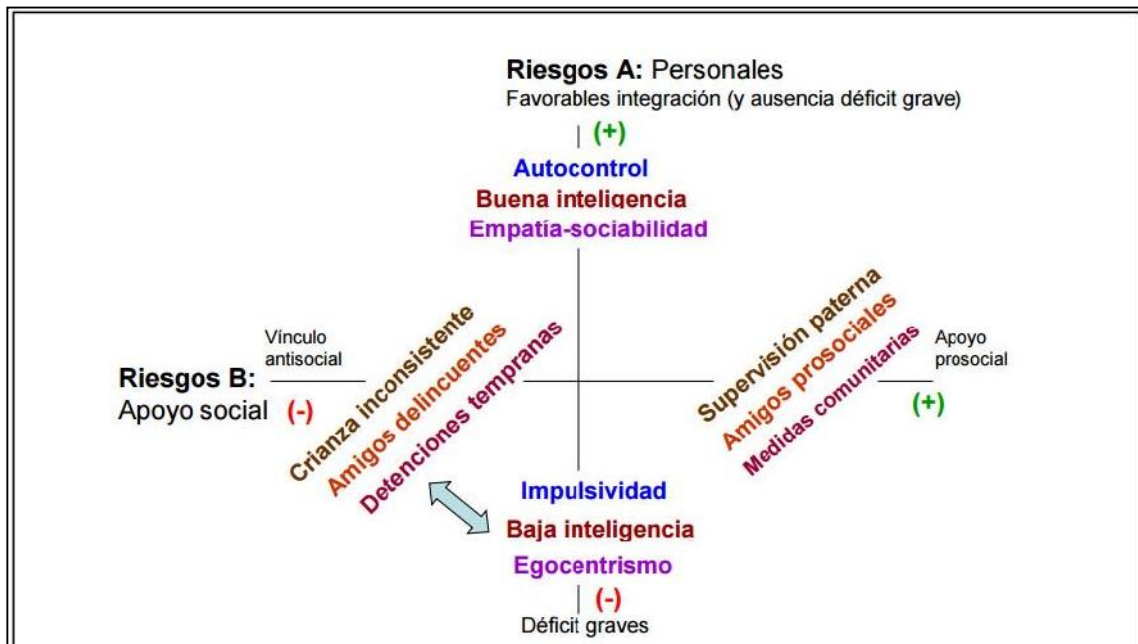 Riesgos A: Personales
Favorables integración (y ausencia déficit grave)
(+)
Autocontrol
Buena inteligencia
Empatía-sociabilidad
Vínculo
antisocial
Riesgos B:
Apoyo social (-)
Crianza inconsistente
Amigos delincuentes
Detenciones tempranas
Supervisión paterna
Amigos prosociales
Medidas comunitarias
Apoyo
prosocial
(+)
Impulsividad
Baja inteligencia
Egocentrismo
(-)
Déficit graves